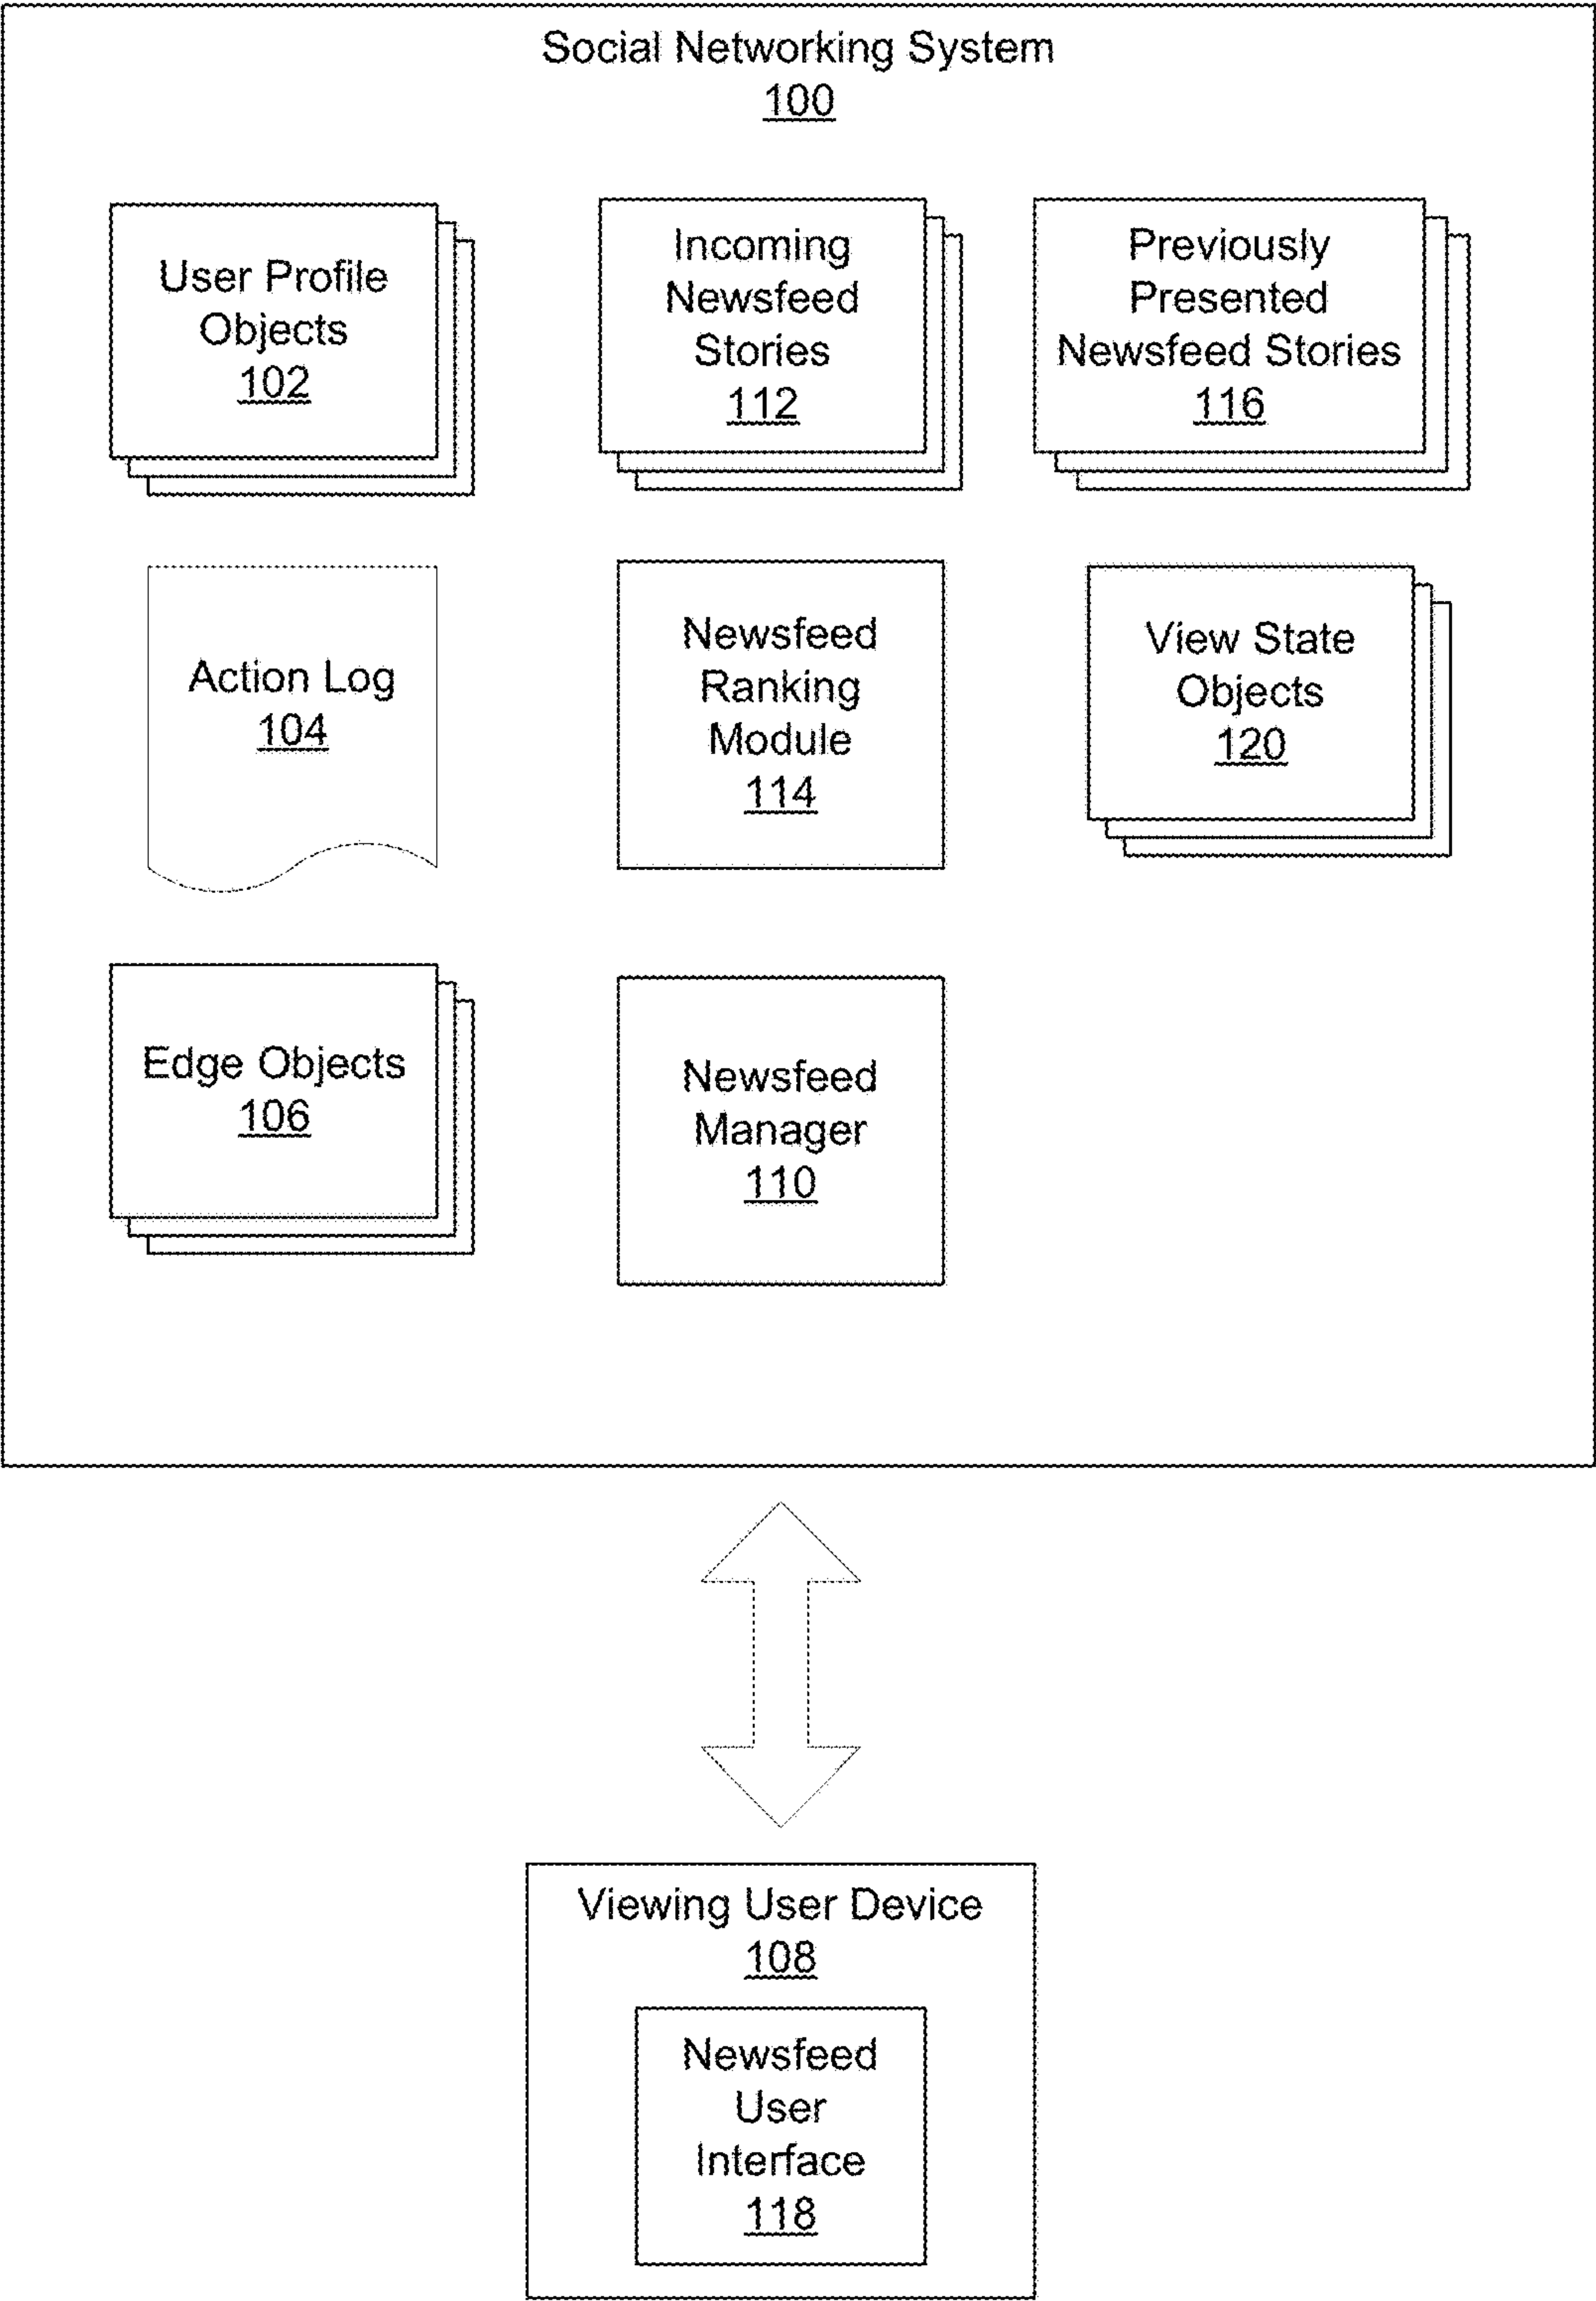 Social Networking System
100
User Profile
Objects
102
Incoming
Newsfeed
Stories
112
Previously
Presented
Newsfeed Stories
116
Action Log
104
Newsfeed
Ranking
Module
114
View State
Objects
120
Edge Objects
106
Newsfeed
Manager
110
Viewing User Device
108
Newsfeed
User
Interface
118